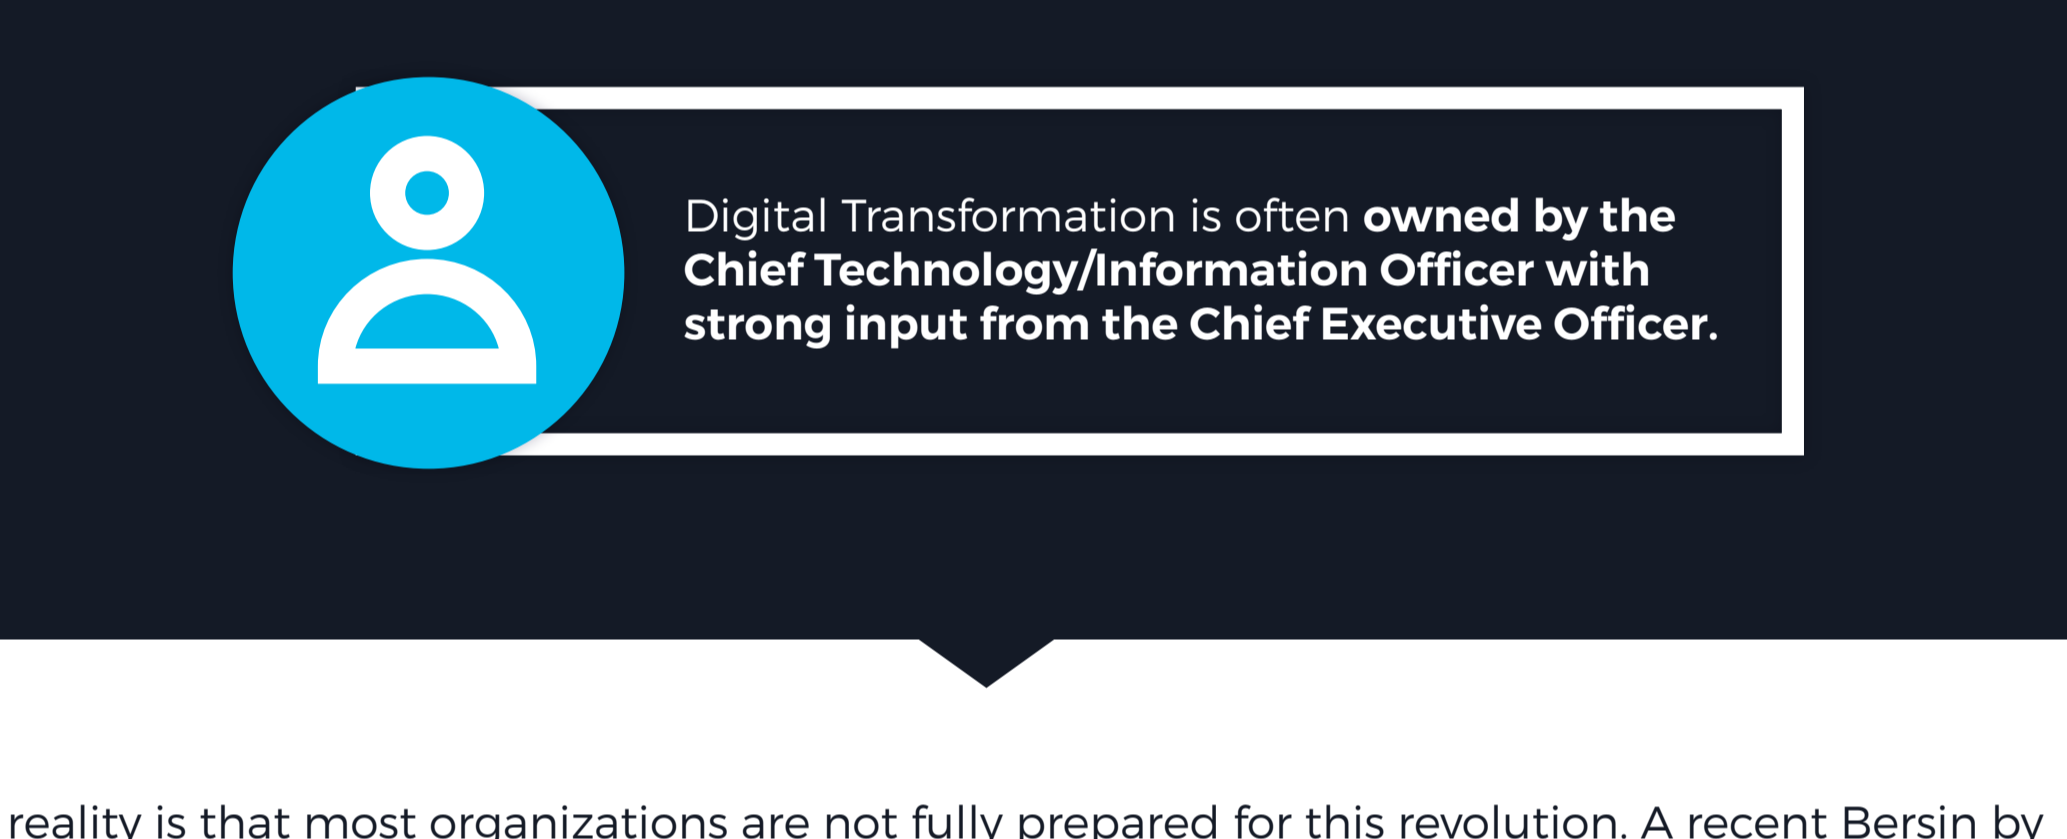 Digital Transformation is often owned by the
Chief Technology/Information Officer with
strong input from the Chief Executive Officer.
reality is that most organizations are not fully prepared for this revolution. A recent Bersin by